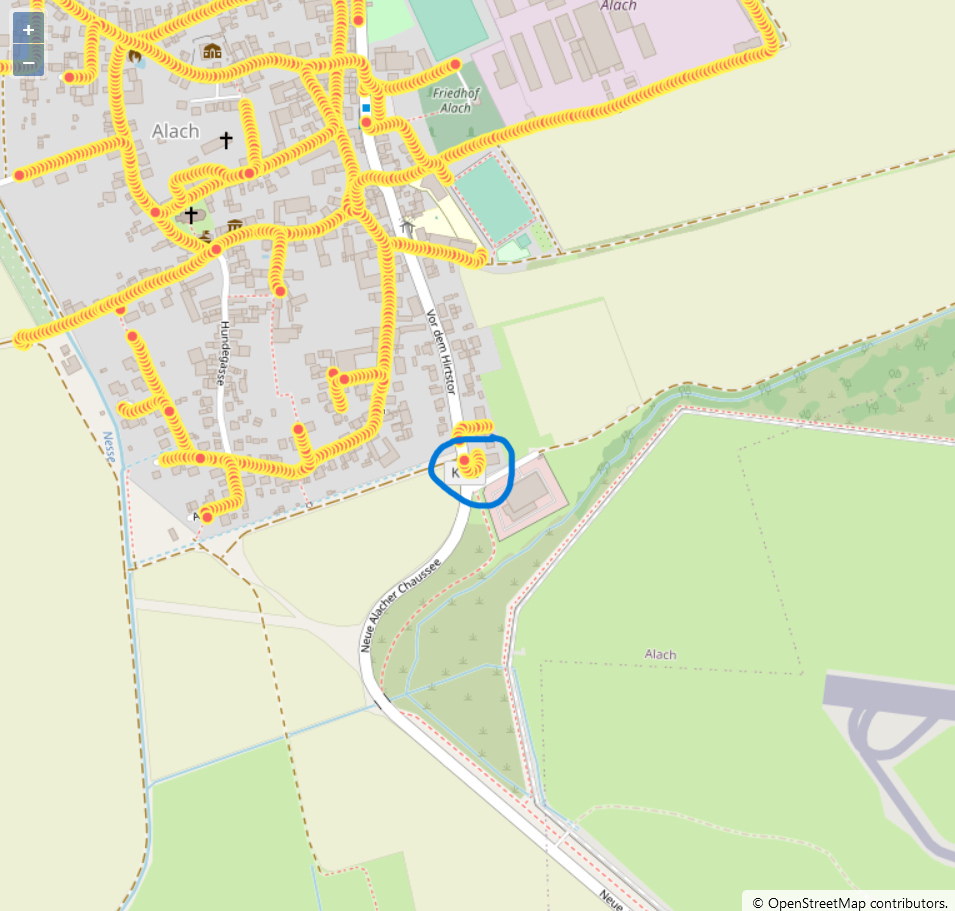 Alach
+
−
Friedhof
Alach
Alach
Vor dem Hirtstor
Hundegasse
Nesse
K
A
Neue Alacher Chaussee
Alach
Neue
© OpenStreetMap contributors.